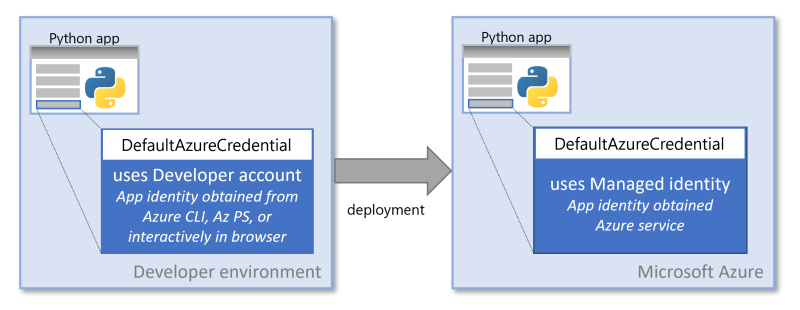 Python app
DefaultAzureCredential
uses Developer account
App identity obtained from
Azure CLI, Az PS, or
interactively in browser
Developer environment
deployment
Python app
DefaultAzureCredential
uses Managed identity
App identity obtained
Azure service
Microsoft Azure